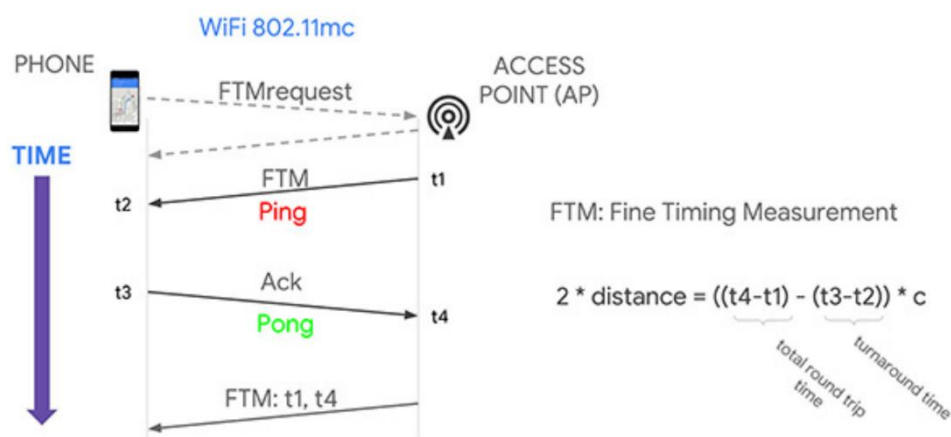 WiFi 802.11mc
PHONE
ACCESS
POINT (AP)
FTMrequest
TIME
FTM
t1
t2
Ping
FTM: Fine Timing Measurement
Ack
t3
2 * distance = ((t4-t1) - (t3-t2)) * c
t4
Pong
total round trip
time
turnaround time
FTM: t1, t4